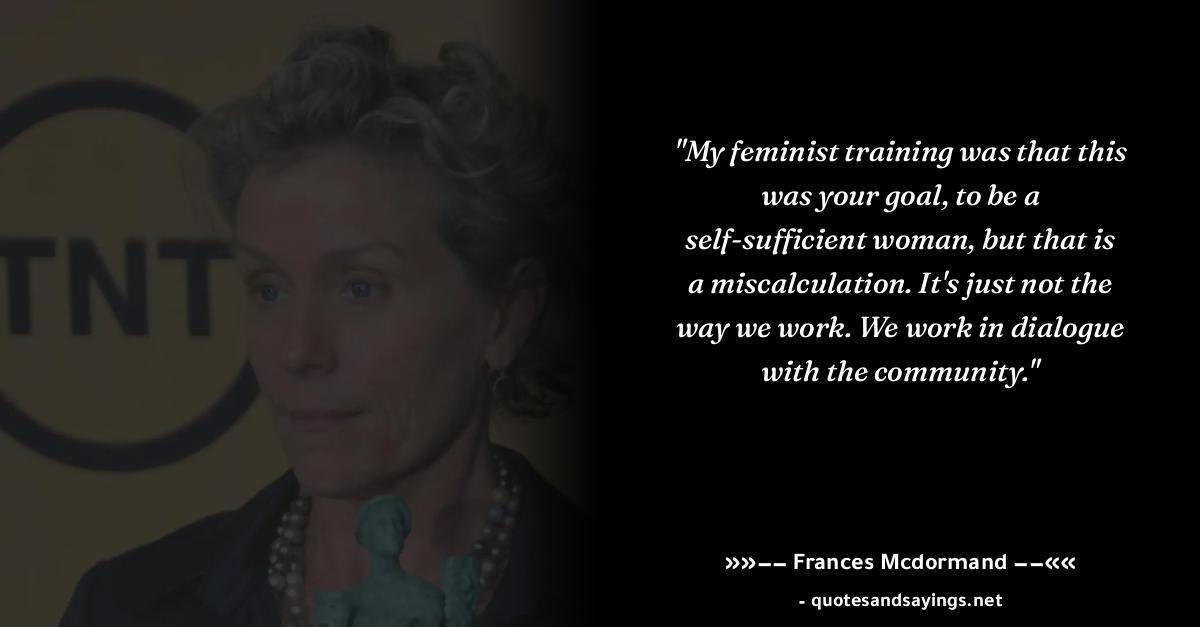 TNT
"My feminist training was that this
was your goal, to be a
self-sufficient woman, but that is
a miscalculation. It's just not the
way we work. We work in dialogue
with the community."
»»−− Frances Mcdormand −−««
- quotesandsayings.net